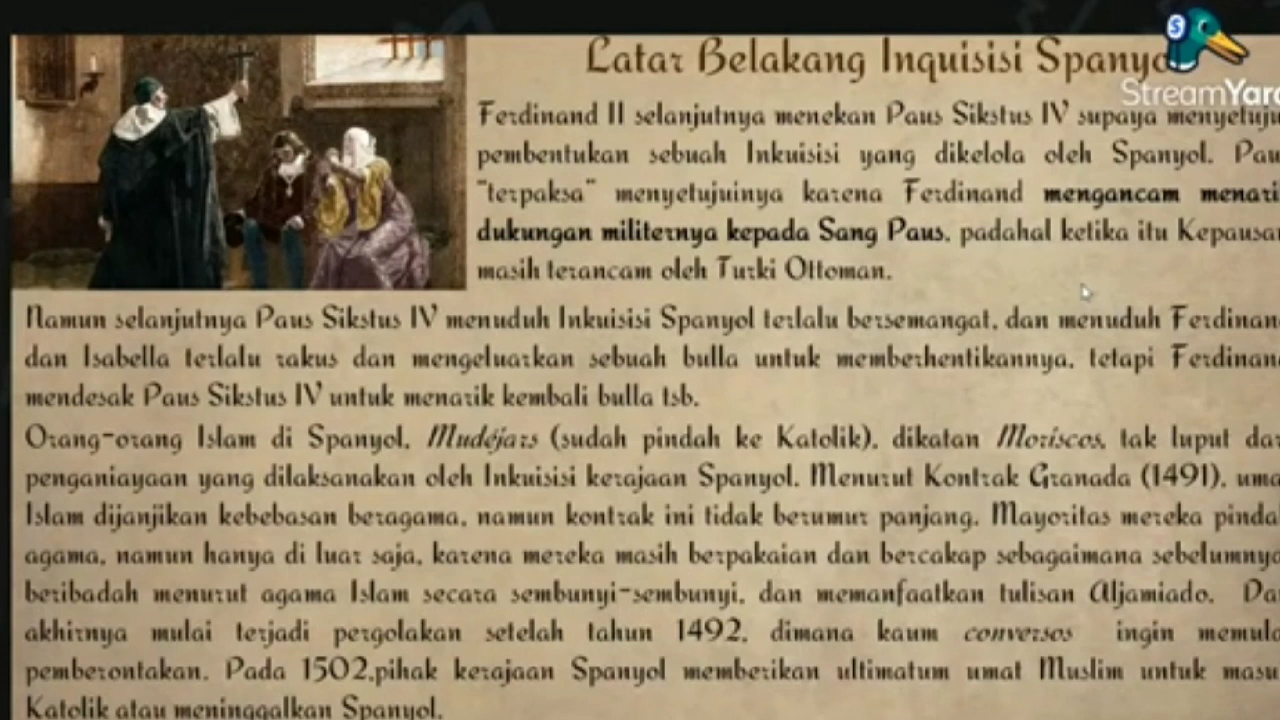 Latar Belakang Inquisisi Spanyo
StreamYard
Ferdinand II selanjutnya menekan Paus Sikstus IV supaya menyetuju
pembentukan sebuah Inkuisisi yang dikelola oleh Spanyol. Pau
"terpaksa" menyetujuinya karena Ferdinand mengancam menari
dukungan militernya kepada Sang Paus, padahal ketika itu Kepausa
masih terancam oleh Turki Ottoman.
Namun selanjutnya Paus Sikstus IV menuduh Inkuisisi Spanyol terlalu bersemangat, dan menuduh Ferdinan
dan Isabella terlalu rakus dan mengeluarkan sebuah bulla untuk memberhentikannya, tetapi Ferdinan
mendesak Paus Sikstus IV untuk menarik kembali bulla tsb.
Orang-orang Islam di Spanyol, Mudéjars (sudah pindah ke Katolik), dikatan Moriscos, tak luput dar
penganiayaan yang dilaksanakan oleh Inkuisisi kerajaan Spanyol. Menurut Kontrak Granada (1491), uma
Islam dijanjikan kebebasan beragama, namun kontrak ini tidak berumur panjang. Mayoritas mereka pinda
agama, namun hanya di luar saja, karena mereka masih berpakaian dan bercakap sebagaimana sebelumnya
beribadah menurut agama Islam secara sembunyi-sembunyi, dan memanfaatkan tulisan Aljamiado. Da
akhirnya mulai terjadi pergolakan setelah tahun 1492, dimana kaum conversos ingin memula
pemberontakan. Pada 1502,pihak kerajaan Spanyol memberikan ultimatum umat Muslim untuk masu
Katolik atau meninggalkan Spanyol.